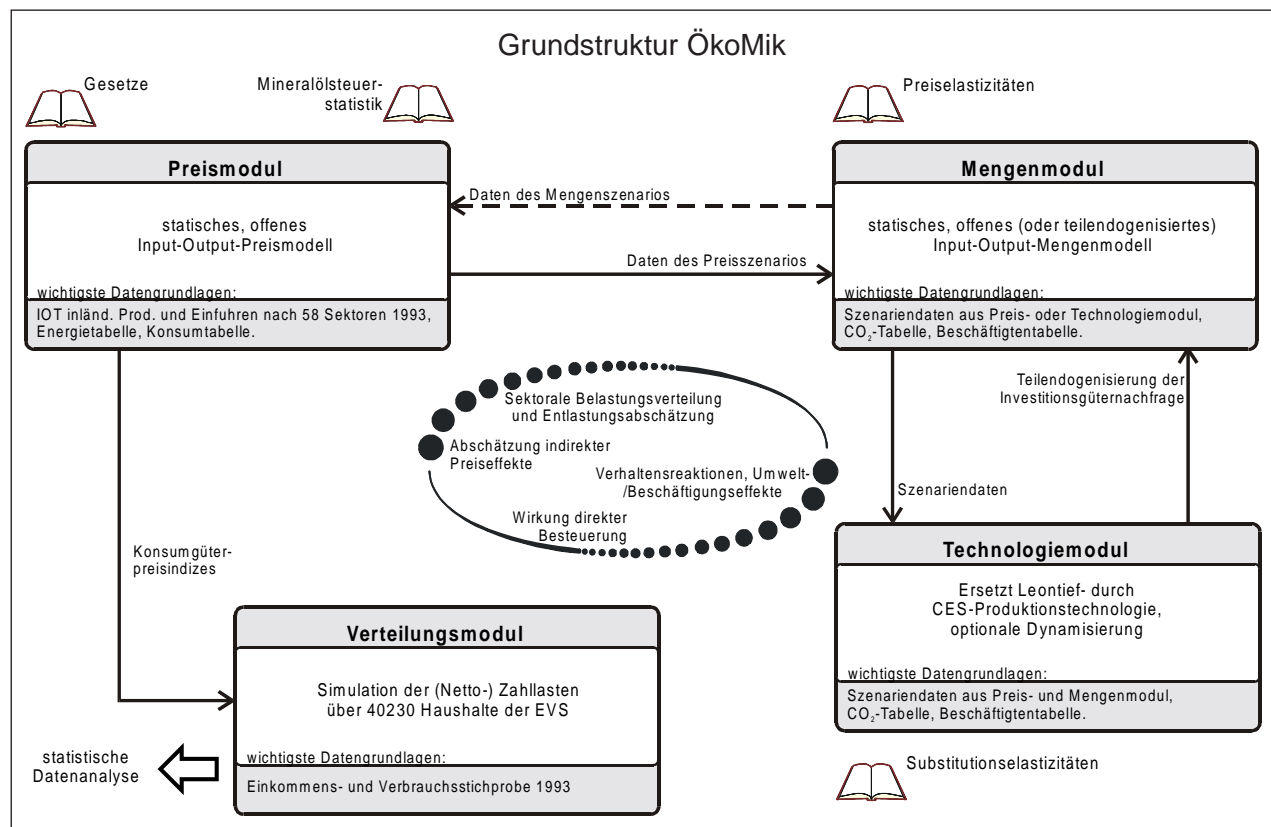 Grundstruktur ÖkoMik
Gesetze
Mineralölsteuer-
statistik
Preiselastizitäten
Preismodul
statisches, offenes
Input-Output-Preismodell
wichtigste Datengrundlagen:
IOT inländ. Prod. und Einfuhren nach 58 Sektoren 1993,
Energietabelle, Konsumtabelle.
Daten des Mengenszenarios
Daten des Preisszenarios
Mengenmodul
statisches, offenes (oder teilendogenisiertes)
Input-Output-Mengenmodell
wichtigste Datengrundlagen:
Szenariendaten aus Preis- oder Technologiemodul,
CO₂-Tabelle, Beschäftigtentabelle.
Sektorale Belastungsverteilung
und Entlastungsabschätzung
Abschätzung indirekter
Preiseffekte
Verhaltensreaktionen, Umwelt-
/Beschäftigungseffekte
Wirkung direkter
Besteuerung
Teilendogenisierung der
Investitionsgüternachfrage
Szenariendaten
Konsumgüter-
preisindizes
Technologiemodul
Ersetzt Leontief- durch
CES-Produktionstechnologie,
optionale Dynamisierung
wichtigste Datengrundlagen:
Szenariendaten aus Preis- und Mengenmodul,
CO₂-Tabelle, Beschäftigtentabelle.
Verteilungsmodul
Simulation der (Netto-) Zahllasten
über 40230 Haushalte der EVS
wichtigste Datengrundlagen:
Einkommens- und Verbrauchsstichprobe 1993
statistische
Datenanalyse
Substitutionselastizitäten